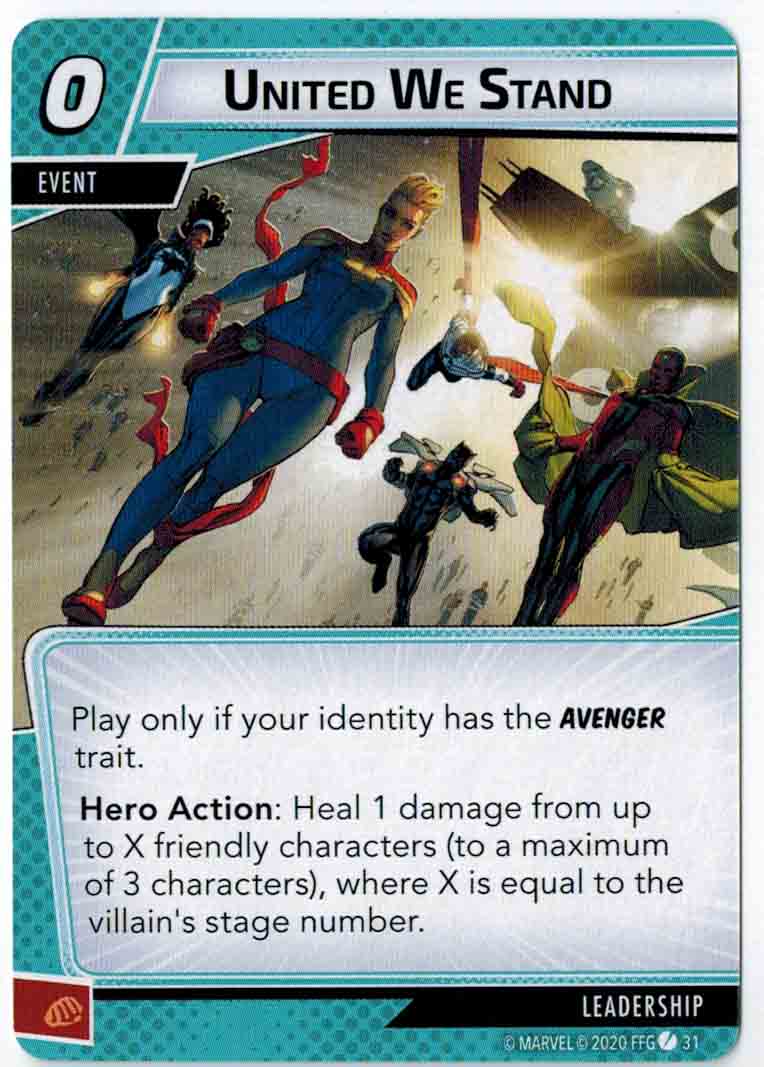 0
UNITED WE STAND
EVENT
Play only if your identity has the AVENGER
trait.
Hero Action: Heal 1 damage from up
to X friendly characters (to a maximum
of 3 characters), where X is equal to the
villain's stage number.
LEADERSHIP
© MARVEL © 2020 FFG 31